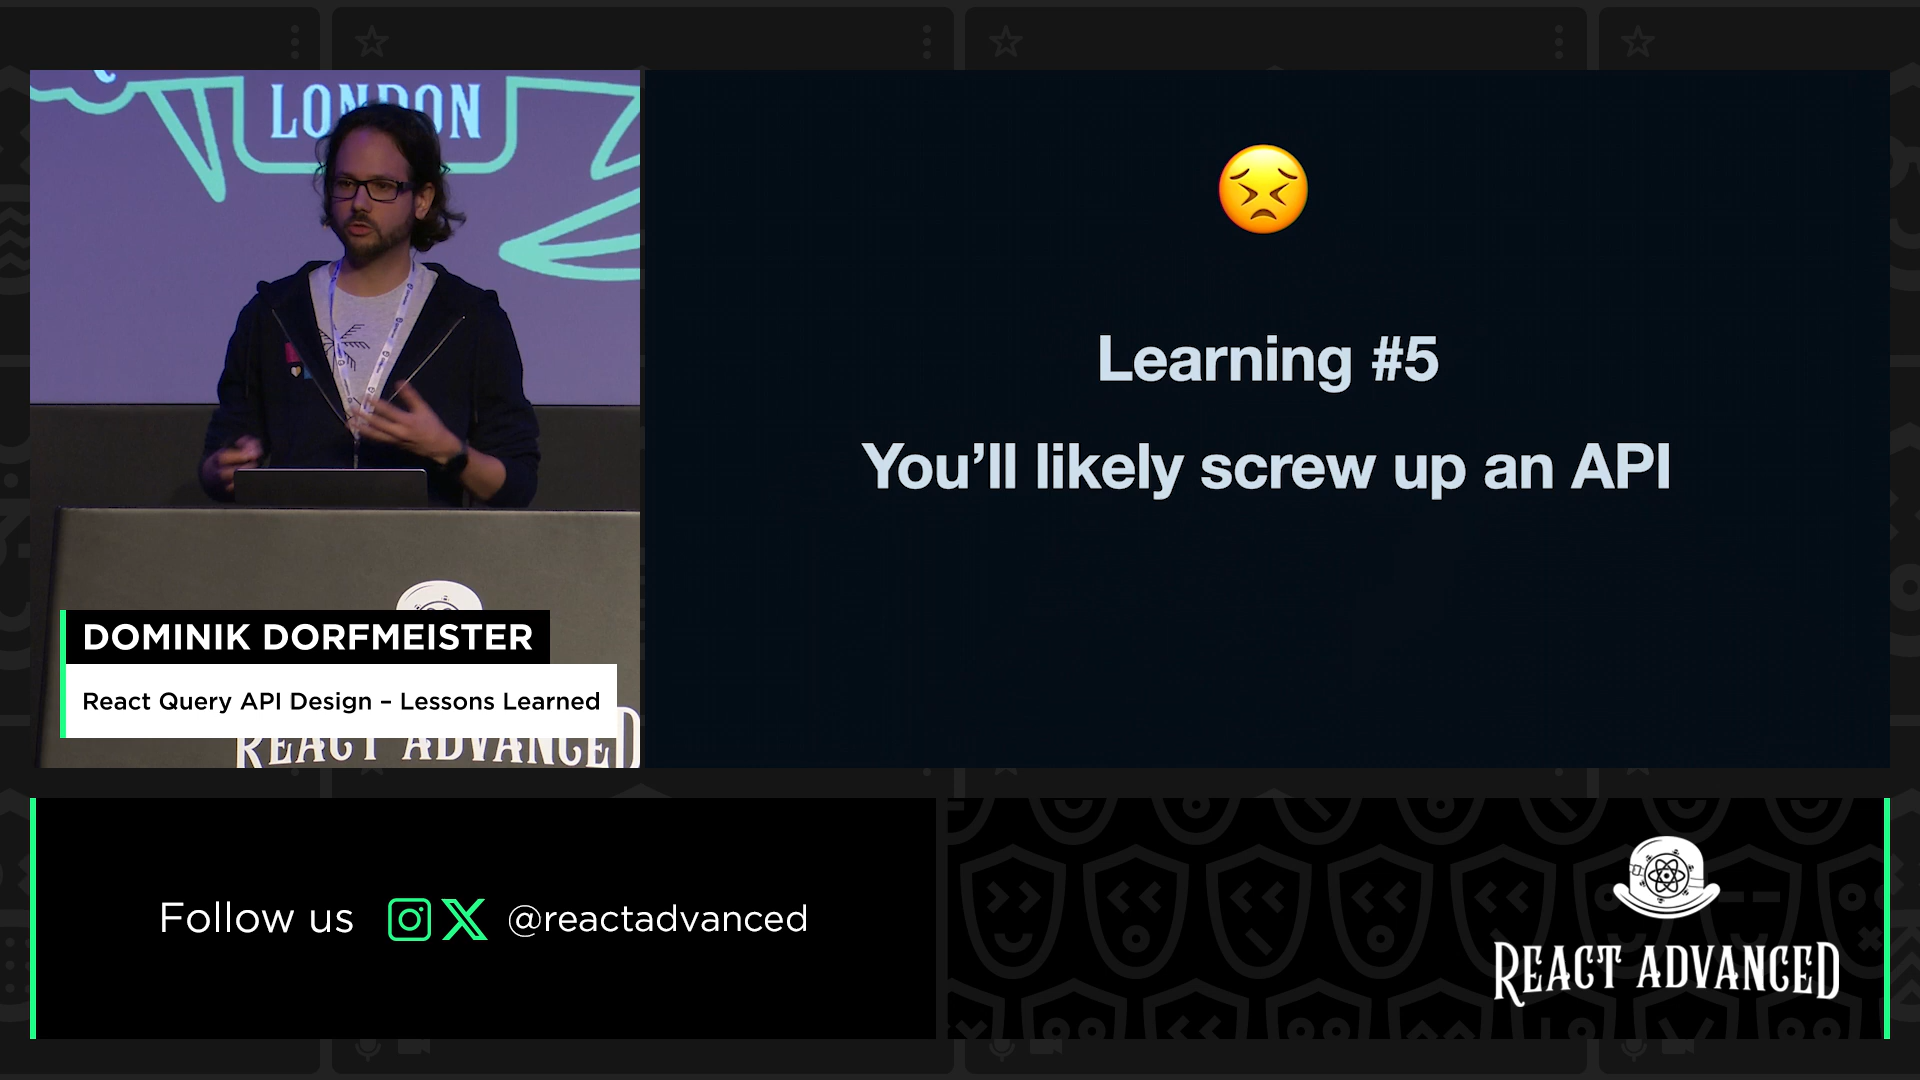 LONDON
DOMINIK DORFMEISTER
React Query API Design – Lessons Learned
REACT ADVANCED
Learning #5
You’ll likely screw up an API
Follow us
@reactadvanced
REACT ADVANCED